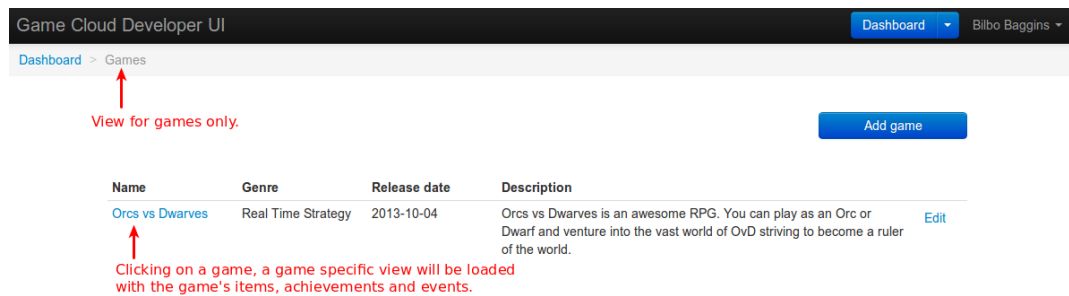 Game Cloud Developer UI Dashboard Bilbo Baggins
Dashboard > Games
View for games only.
Add game
Name Genre Release date Description
Orcs vs Dwarves Real Time Strategy 2013-10-04 Orcs vs Dwarves is an awesome RPG. You can play as an Orc or Edit
Dwarf and venture into the vast world of OvD striving to become a ruler
of the world.
Clicking on a game, a game specific view will be loaded
with the game's items, achievements and events.